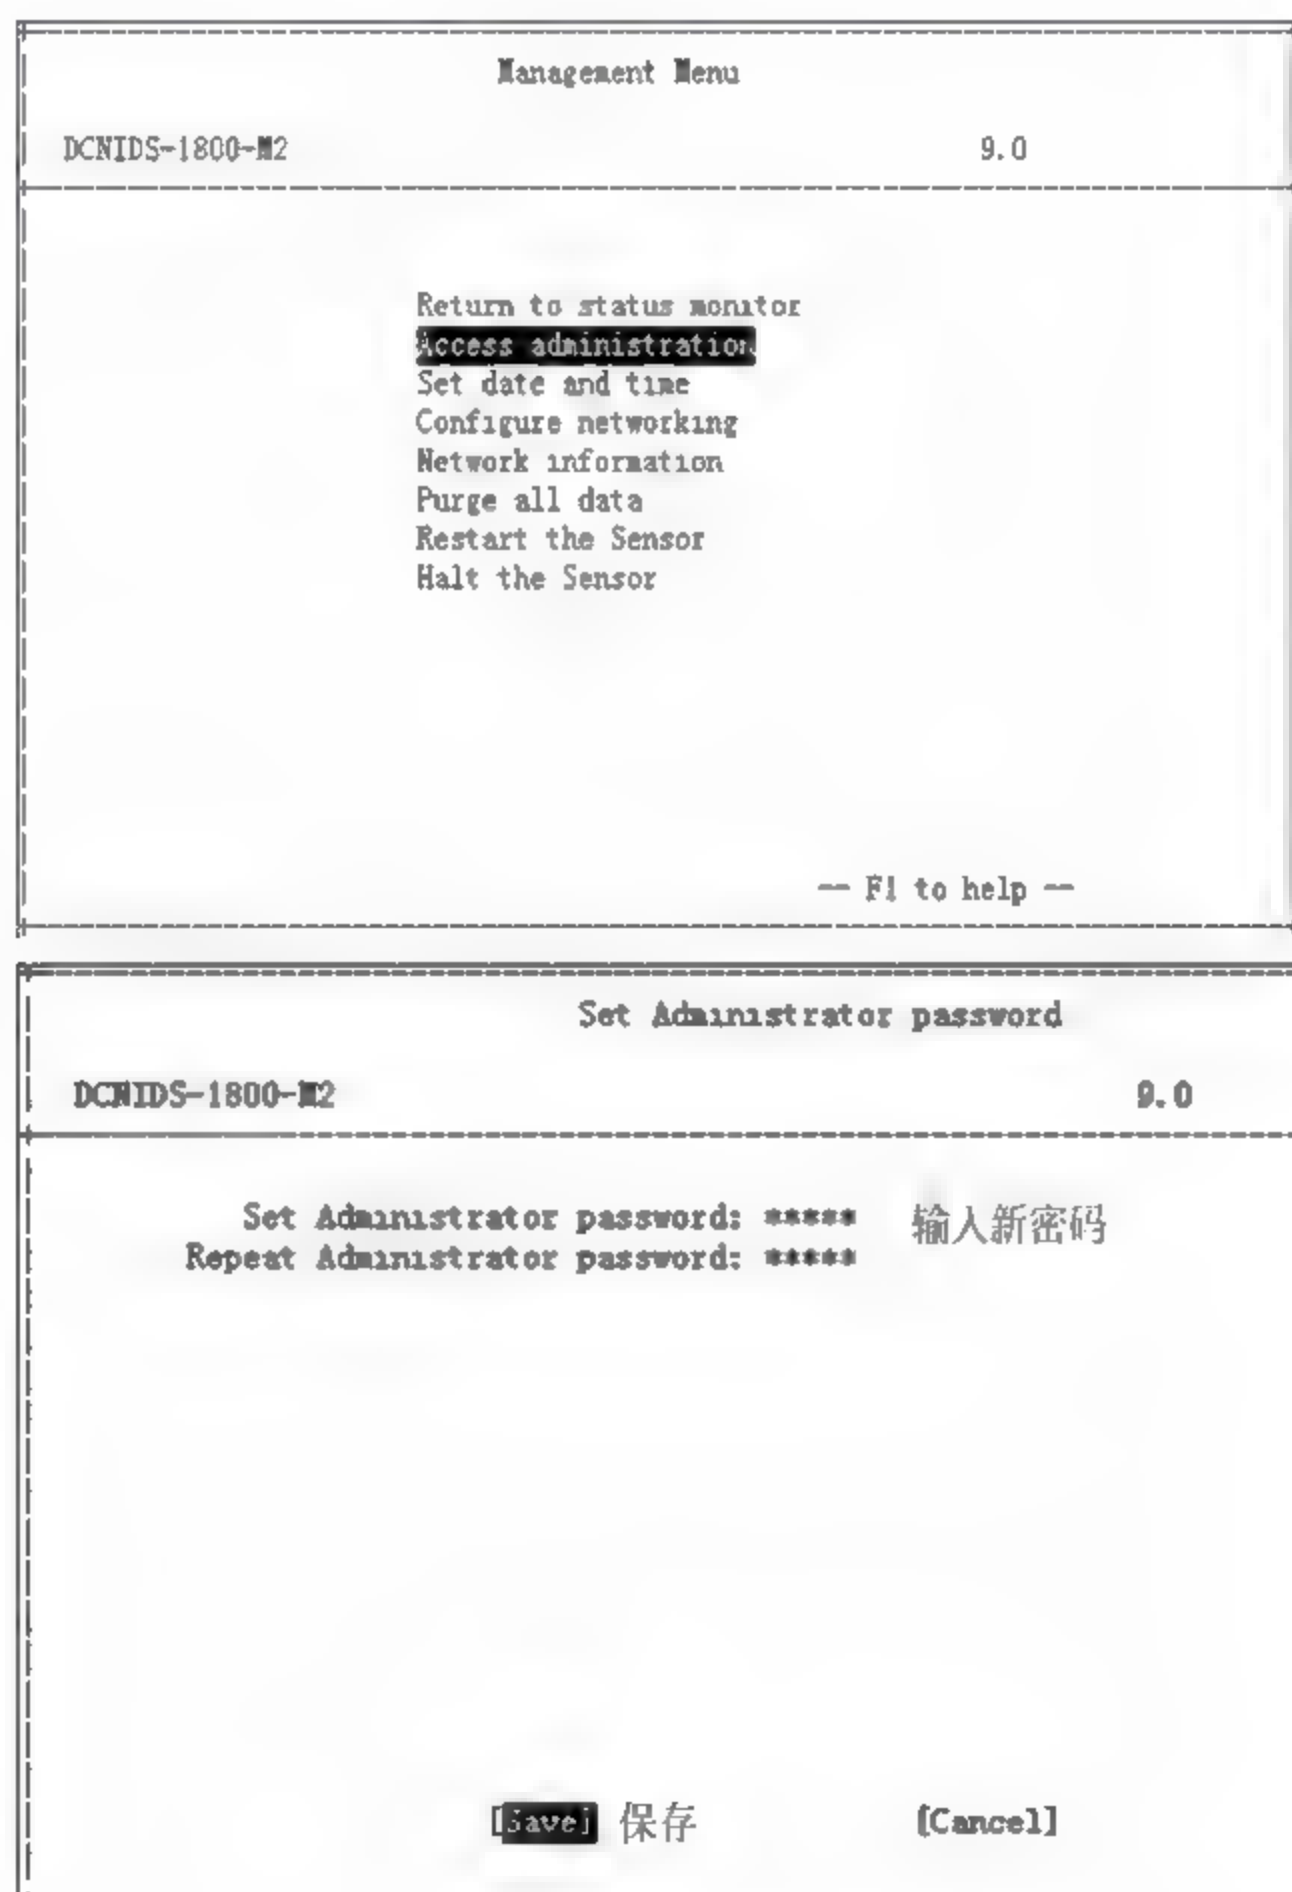 Management Menu
DCNIDS-1800-M2 9.0
Return to status monitor
Access administration
Set date and time
Configure networking
Network information
Purge all data
Restart the Sensor
Halt the Sensor
-- F1 to help --
Set Administrator password
DCNIDS-1800-M2 9.0
Set Administrator password: ***** 输入新密码
Repeat Administrator password: *****
[Save] 保存 [Cancel]